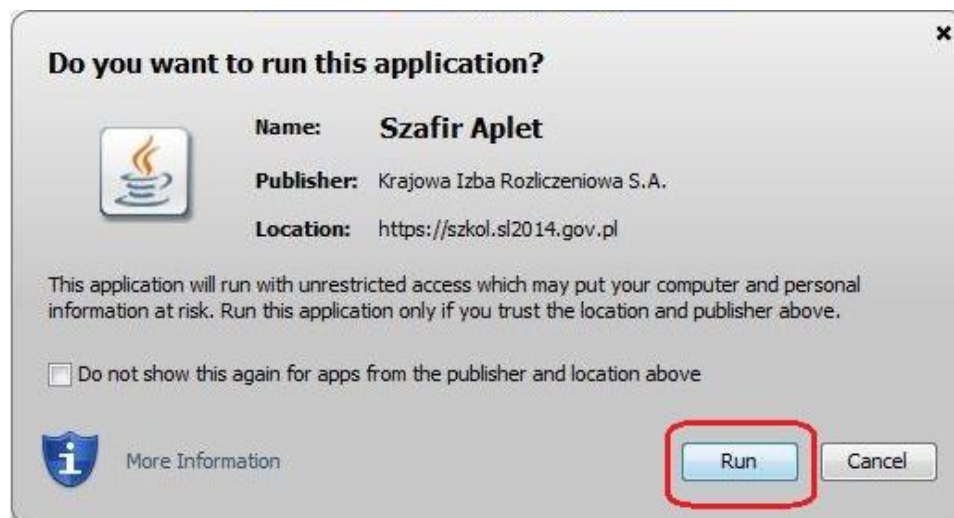 Do you want to run this application?
Name: Szafir Aplet
Publisher: Krajowa Izba Rozliczeniowa S.A.
Location: https://szkol.sl2014.gov.pl
This application will run with unrestricted access which may put your computer and personal
information at risk. Run this application only if you trust the location and publisher above.
Do not show this again for apps from the publisher and location above
More Information
Run Cancel